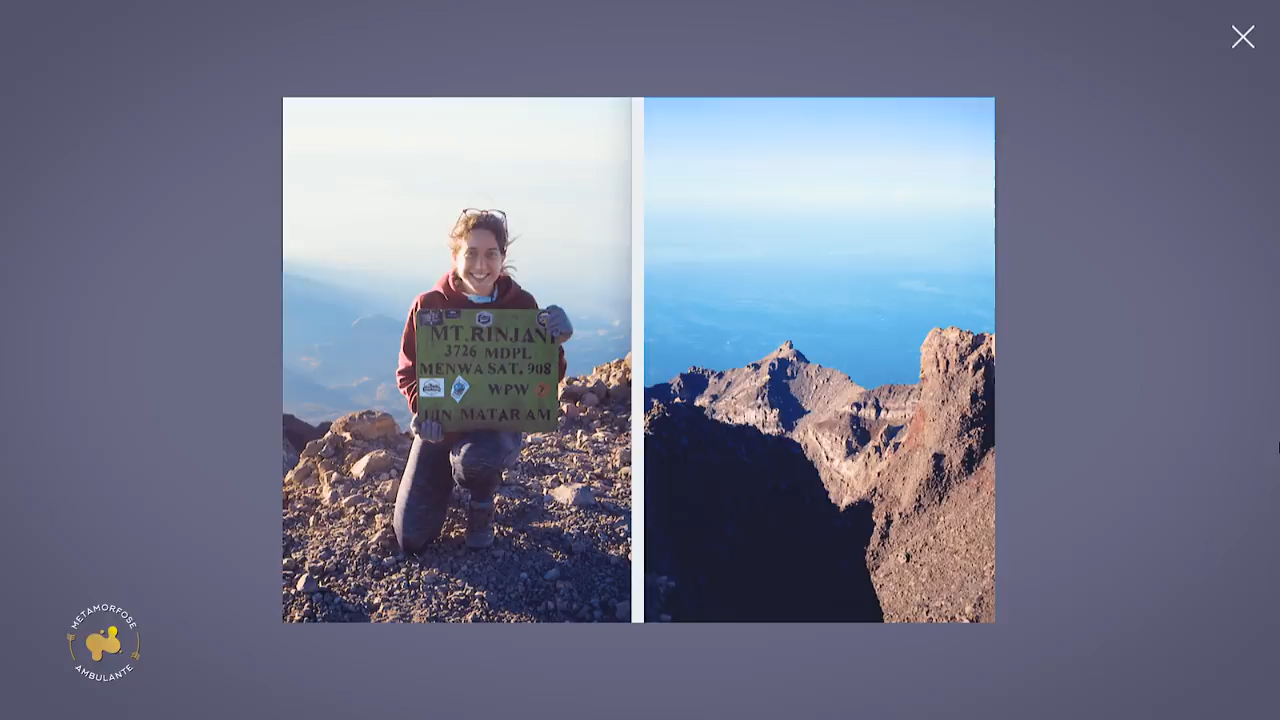 MT.RINJANI
3726 MDPL
MENWA SAT. 908
WPW
UIN MATARAM
METAMORFOSE
AMBULANTE